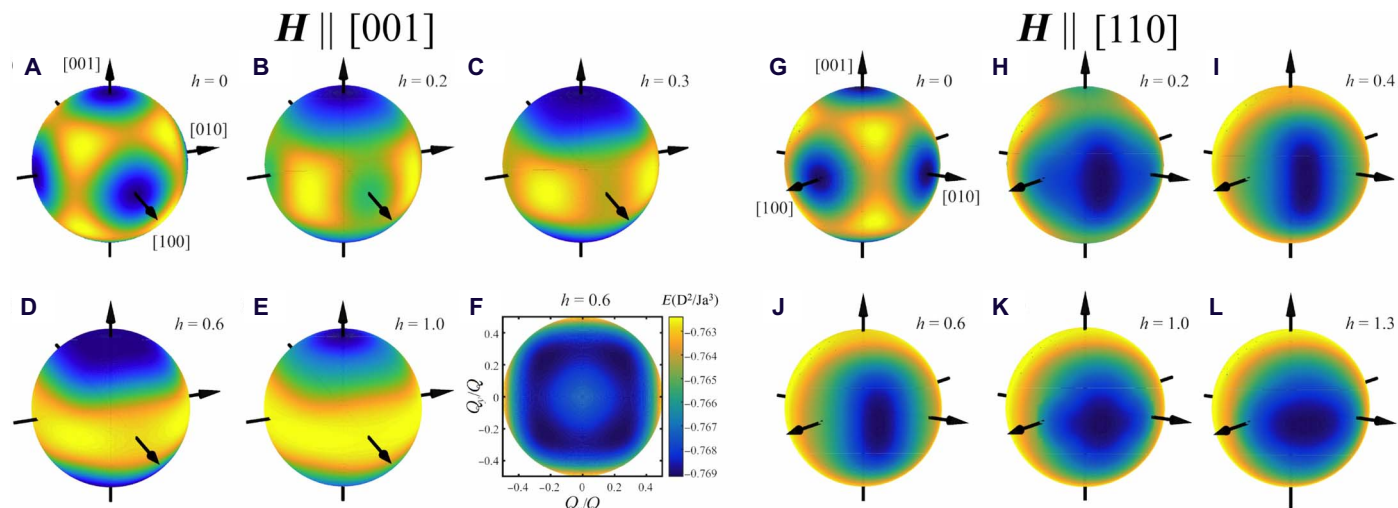 H || [001]
H || [110]
A
[001]
h = 0
[010]
[100]
B
h = 0.2
C
h = 0.3
G
[001]
h = 0
[100]
[010]
H
h = 0.2
I
h = 0.4
D
h = 0.6
E
h = 1.0
F
h = 0.6
E(D²/Ja³)
0.4
0.2
0
−0.2
−0.4
Qy/Q
−0.4
−0.2
0
0.2
0.4
−0.763
−0.764
−0.765
−0.766
−0.767
−0.768
−0.769
J
h = 0.6
K
h = 1.0
L
h = 1.3